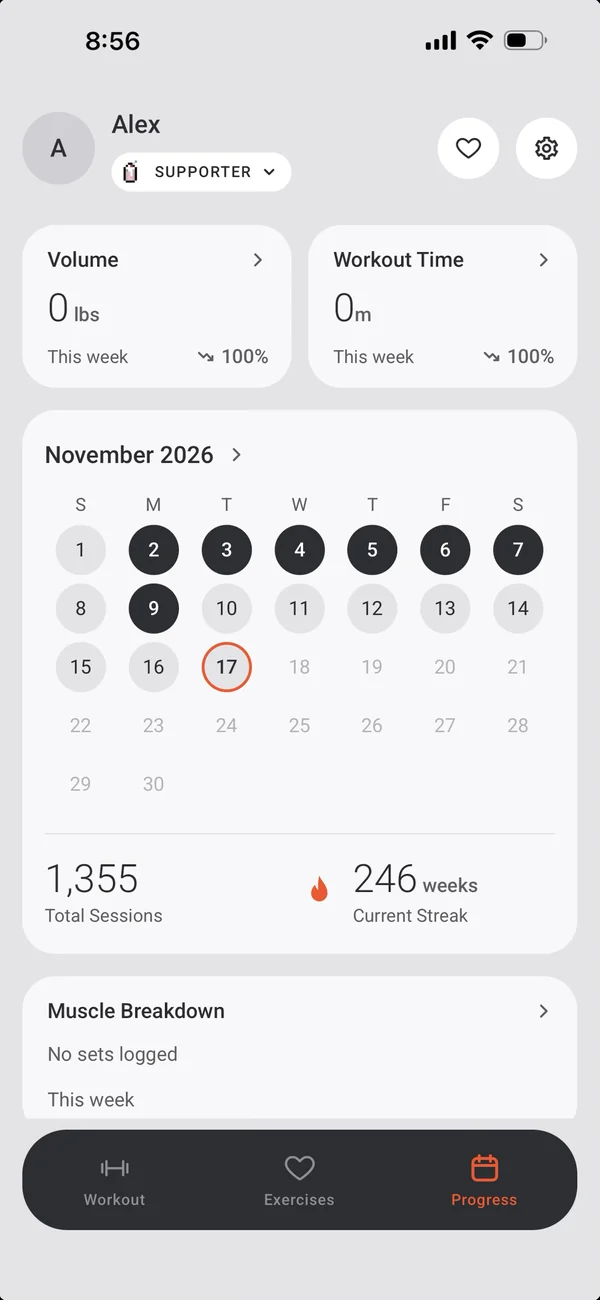 8:56
A
Alex
SUPPORTER
Volume
0 lbs
This week 100%
Workout Time
0m
This week 100%
November 2026
S M T W T F S
1 2 3 4 5 6 7
8 9 10 11 12 13 14
15 16 17 18 19 20 21
22 23 24 25 26 27 28
29 30
1,355
Total Sessions
246 weeks
Current Streak
Muscle Breakdown
No sets logged
This week
Workout Exercises Progress